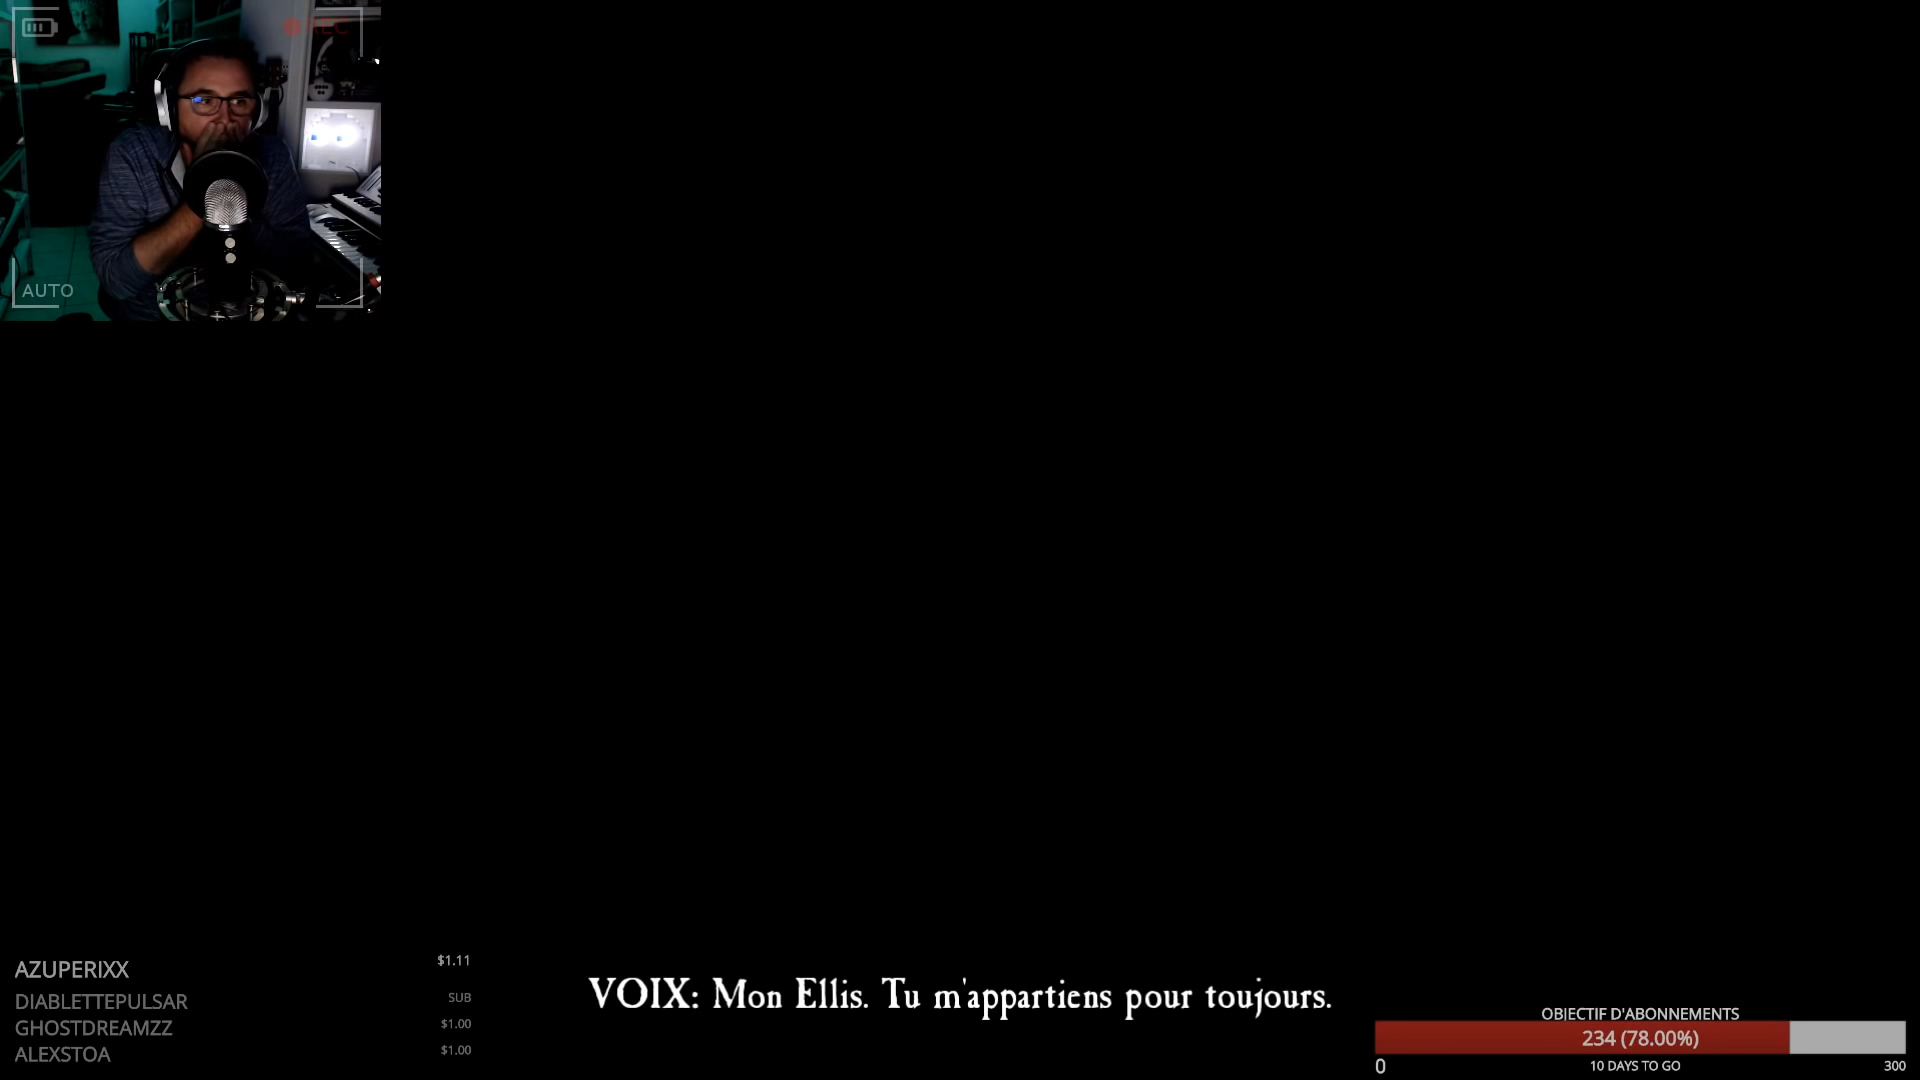 REC
AUTO
AZUPERIXX $1.11
DIABLETTEPULSAR SUB
GHOSTDREAMZZ $1.00
ALEXSTOA $1.00
VOIX: Mon Ellis. Tu m'appartiens pour toujours.
OBJECTIF D'ABONNEMENTS
234 (78.00%)
0 10 DAYS TO GO 300